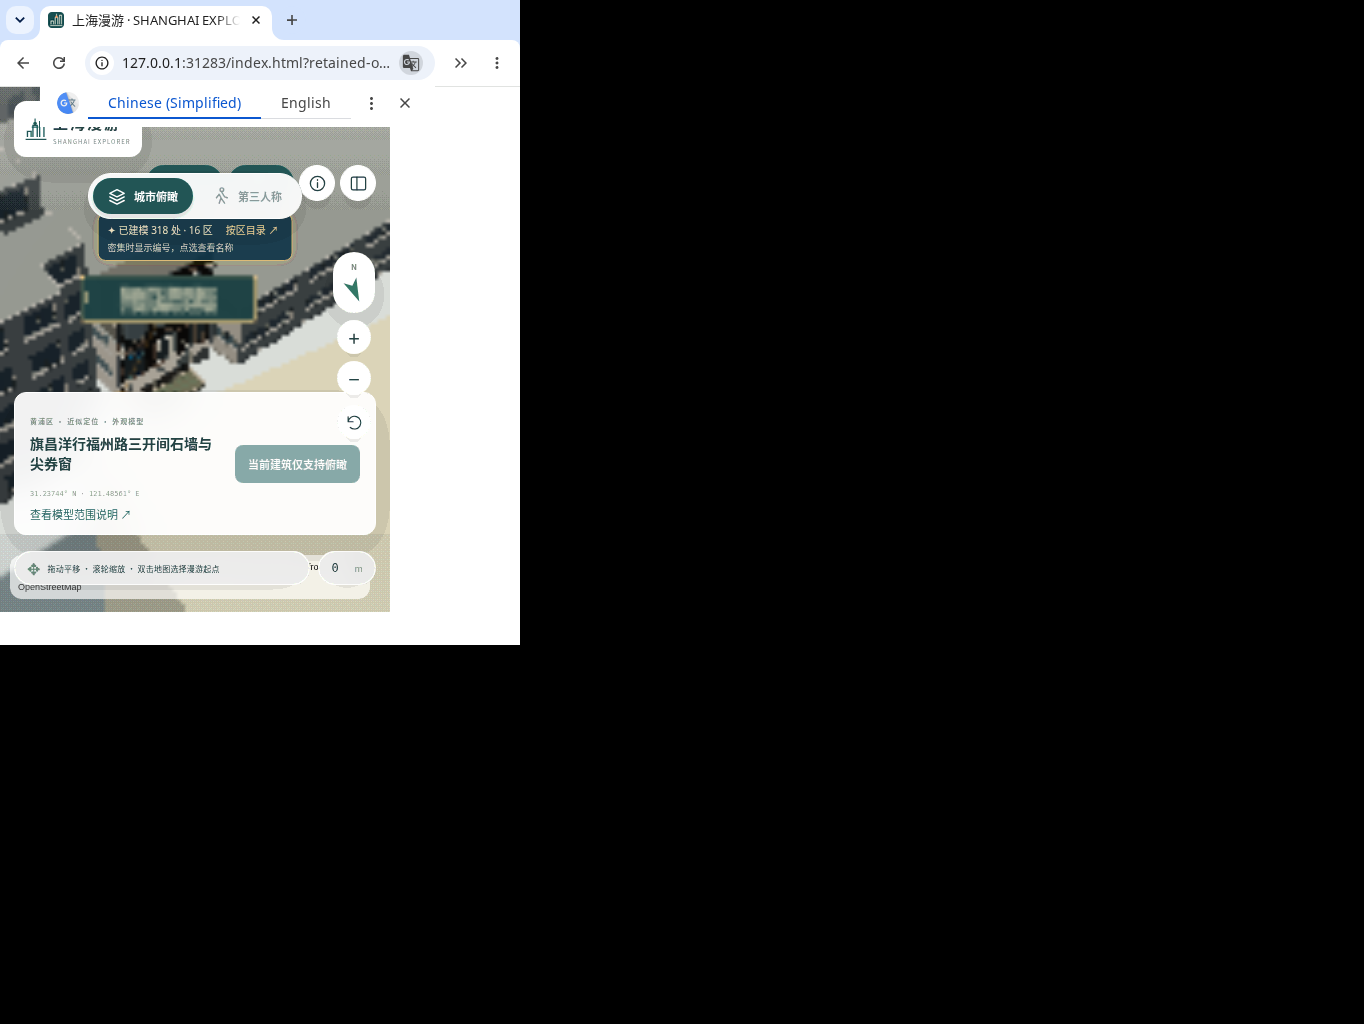 上海漫游 · SHANGHAI EXPLO
127.0.0.1:31283/index.html?retained-o...
Chinese (Simplified)
English
上海漫游
SHANGHAI EXPLORER
城市俯瞰
第三人称
✦ 已建模 318 处 · 16 区
按区目录 ↗
密集时显示编号，点选查看名称
N
+
−
黄浦区 · 近似定位 · 外观模型
旗昌洋行福州路三开间石墙与
尖券窗
当前建筑仅支持俯瞰
31.23744° N · 121.48561° E
查看模型范围说明 ↗
拖动平移 · 滚轮缩放 · 双击地图选择漫游起点
ro
0 m
OpenStreetMap